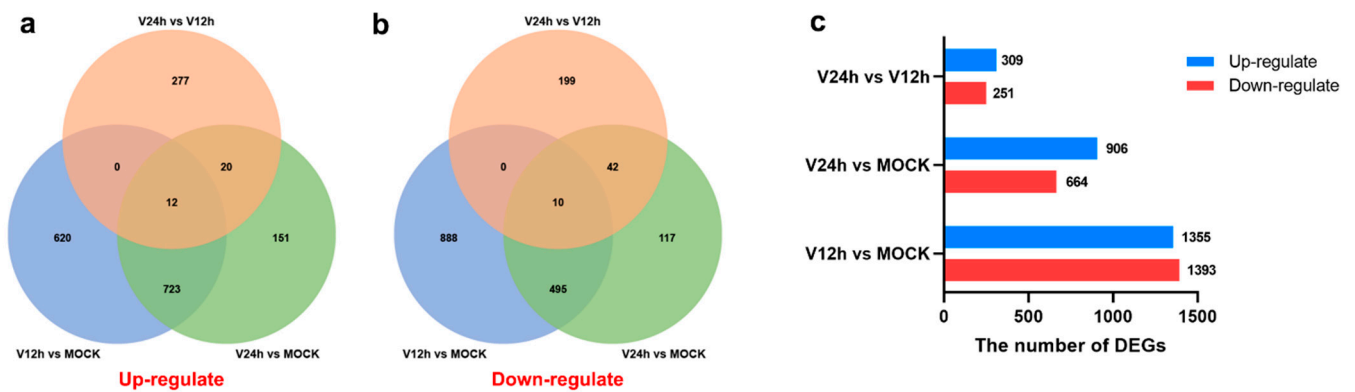 a
V24h vs V12h
277
0
20
12
620
151
723
V12h vs MOCK
V24h vs MOCK
Up-regulate
b
V24h vs V12h
199
0
42
10
888
117
495
V12h vs MOCK
V24h vs MOCK
Down-regulate
c
Up-regulate
Down-regulate
V24h vs V12h
309
251
V24h vs MOCK
906
664
V12h vs MOCK
1355
1393
0 500 1000 1500
The number of DEGs